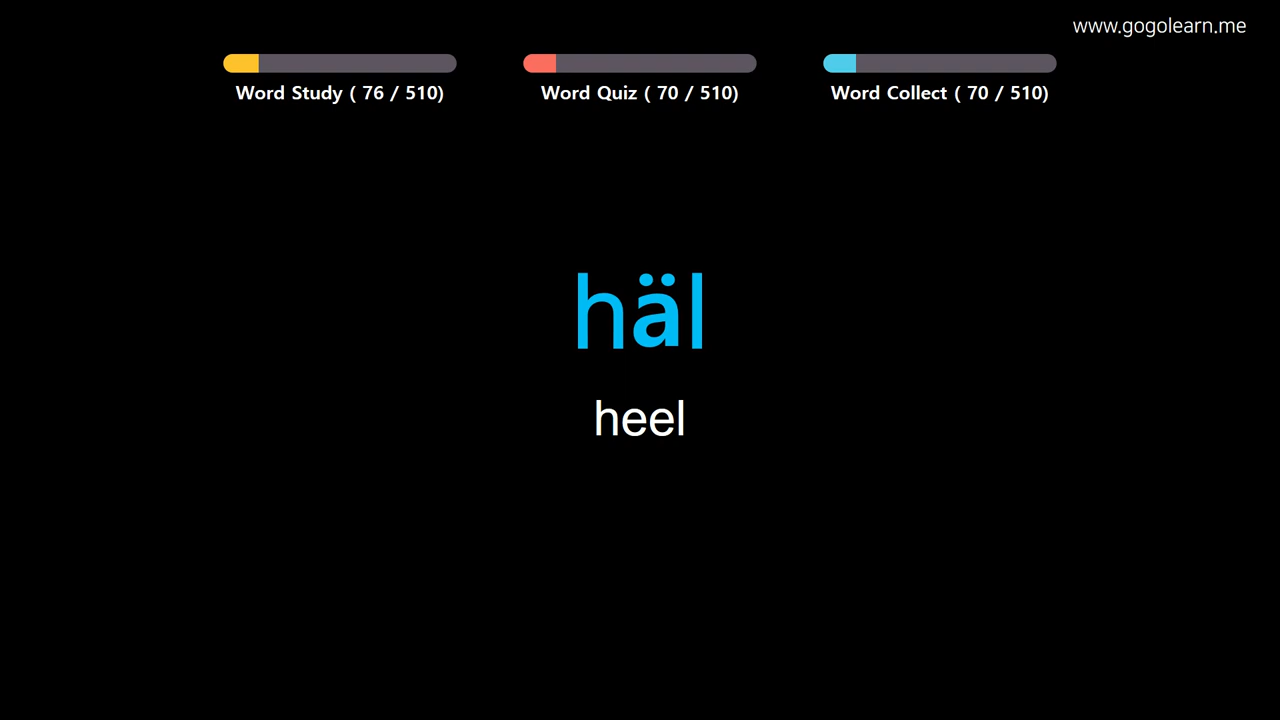 www.gogolearn.me
Word Study ( 76 / 510)
Word Quiz ( 70 / 510)
Word Collect ( 70 / 510)
häl
heel